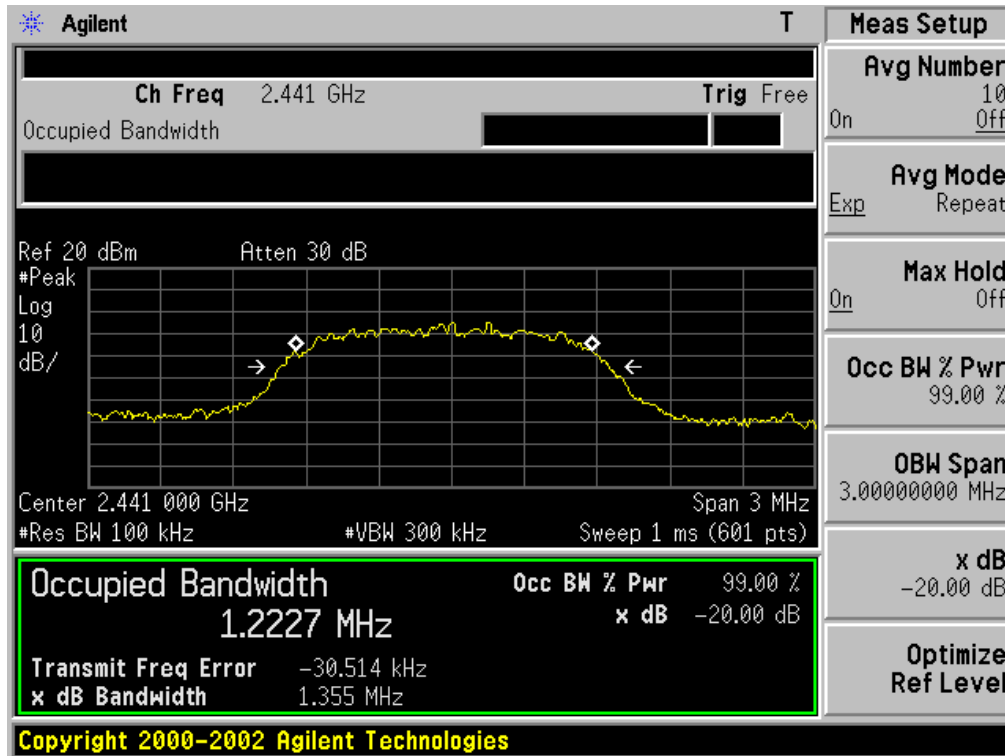 Agilent T
Ch Freq 2.441 GHz Trig Free
Occupied Bandwidth
Ref 20 dBm Atten 30 dB
#Peak
Log
10
dB/
Center 2.441 000 GHz Span 3 MHz
#Res BW 100 kHz #VBW 300 kHz Sweep 1 ms (601 pts)
Occupied Bandwidth
1.2227 MHz
Occ BW % Pwr 99.00 %
x dB -20.00 dB
Transmit Freq Error -30.514 kHz
x dB Bandwidth 1.355 MHz
Copyright 2000-2002 Agilent Technologies
Meas Setup
Avg Number
10
On Off
Avg Mode
Exp Repeat
Max Hold
On Off
Occ BW % Pwr
99.00 %
OBW Span
3.00000000 MHz
x dB
-20.00 dB
Optimize
Ref Level